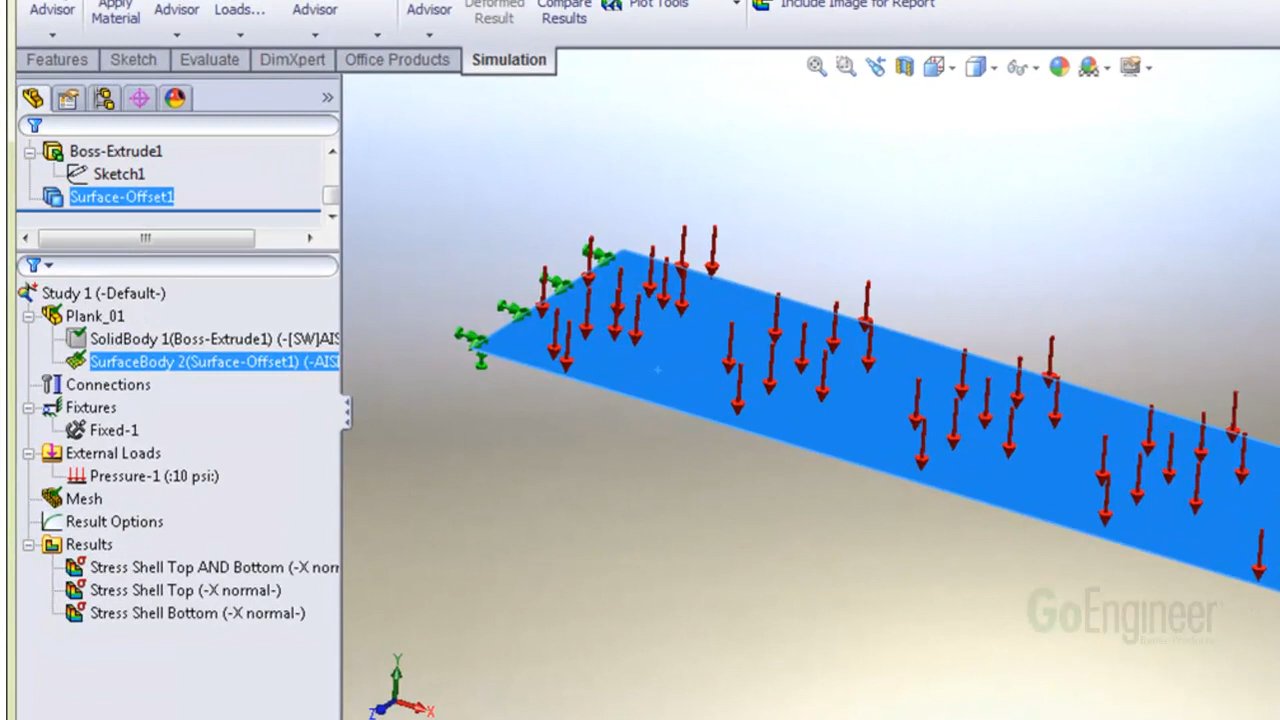 Advisor
Apply Material
Advisor
Loads...
Advisor
Advisor
Deformed Result
Compare Results
Plot Tools
Include Image for Report
Features
Sketch
Evaluate
DimXpert
Office Products
Simulation
Boss-Extrude1
Sketch1
Surface-Offset1
Study 1 (-Default-)
Plank_01
SolidBody 1(Boss-Extrude1) (-[SW]AIS
SurfaceBody 2(Surface-Offset1) (-AISI
Connections
Fixtures
Fixed-1
External Loads
Pressure-1 (:10 psi:)
Mesh
Result Options
Results
Stress Shell Top AND Bottom (-X nor
Stress Shell Top (-X normal-)
Stress Shell Bottom (-X normal-)
GoEngineer
Y
Z
X